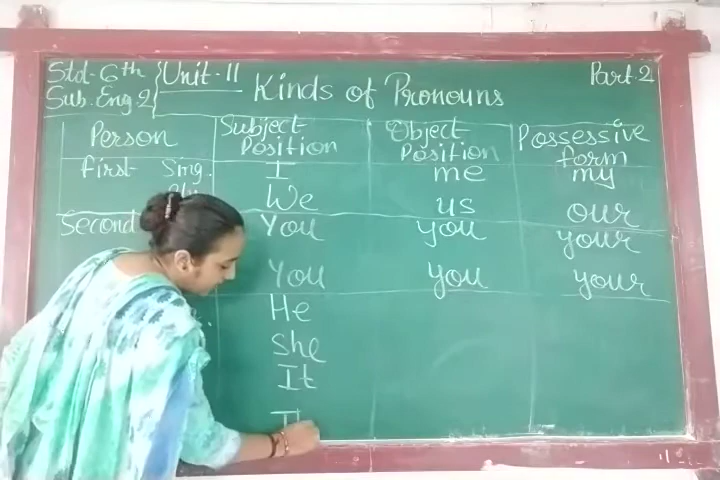 Std-6th { Unit-11 Kinds of Pronouns Part.2
Sub.Eng.2
Person Subject Position Object Position Possessive form
first Sing. I me my
We us our
Second You you your
You you your
He
She
It